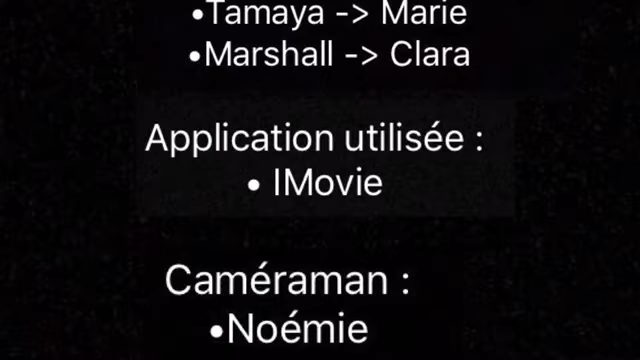 •Tamaya -> Marie
•Marshall -> Clara
Application utilisée :
• IMovie
Caméraman :
•Noémie